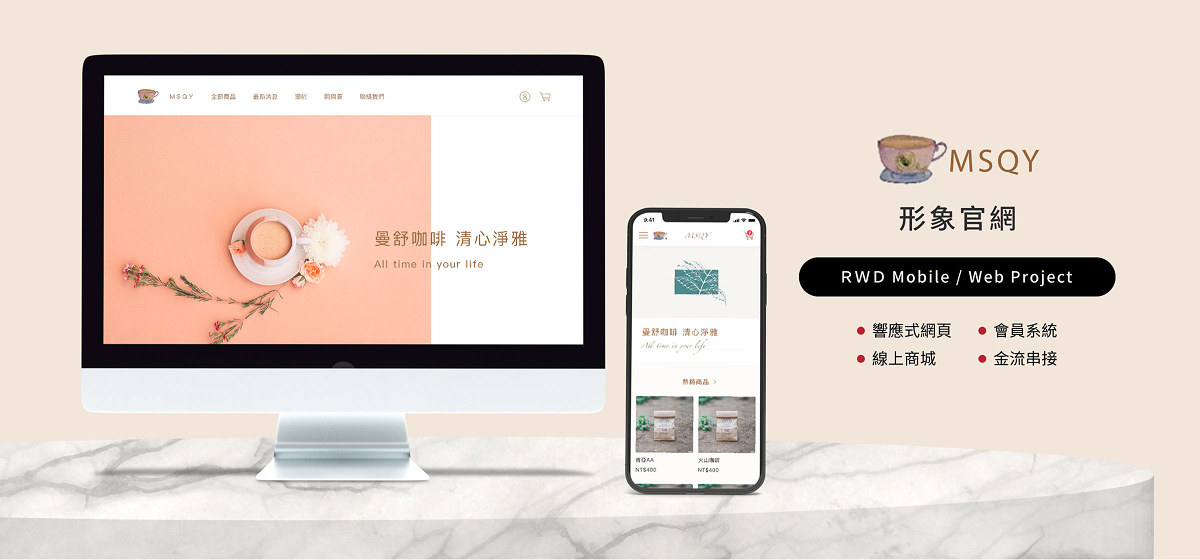 MSQY 全部商品 最新消息 關於 問與答 聯絡我們
曼舒咖啡 清心淨雅
All time in your life
9:41
MSQY
曼舒咖啡 清心淨雅
All time in your life
熱銷商品 >
肯亞AA 火山咖啡
NT$400 NT$400
MSQY
形象官網
RWD Mobile / Web Project
響應式網頁 會員系統
線上商城 金流串接